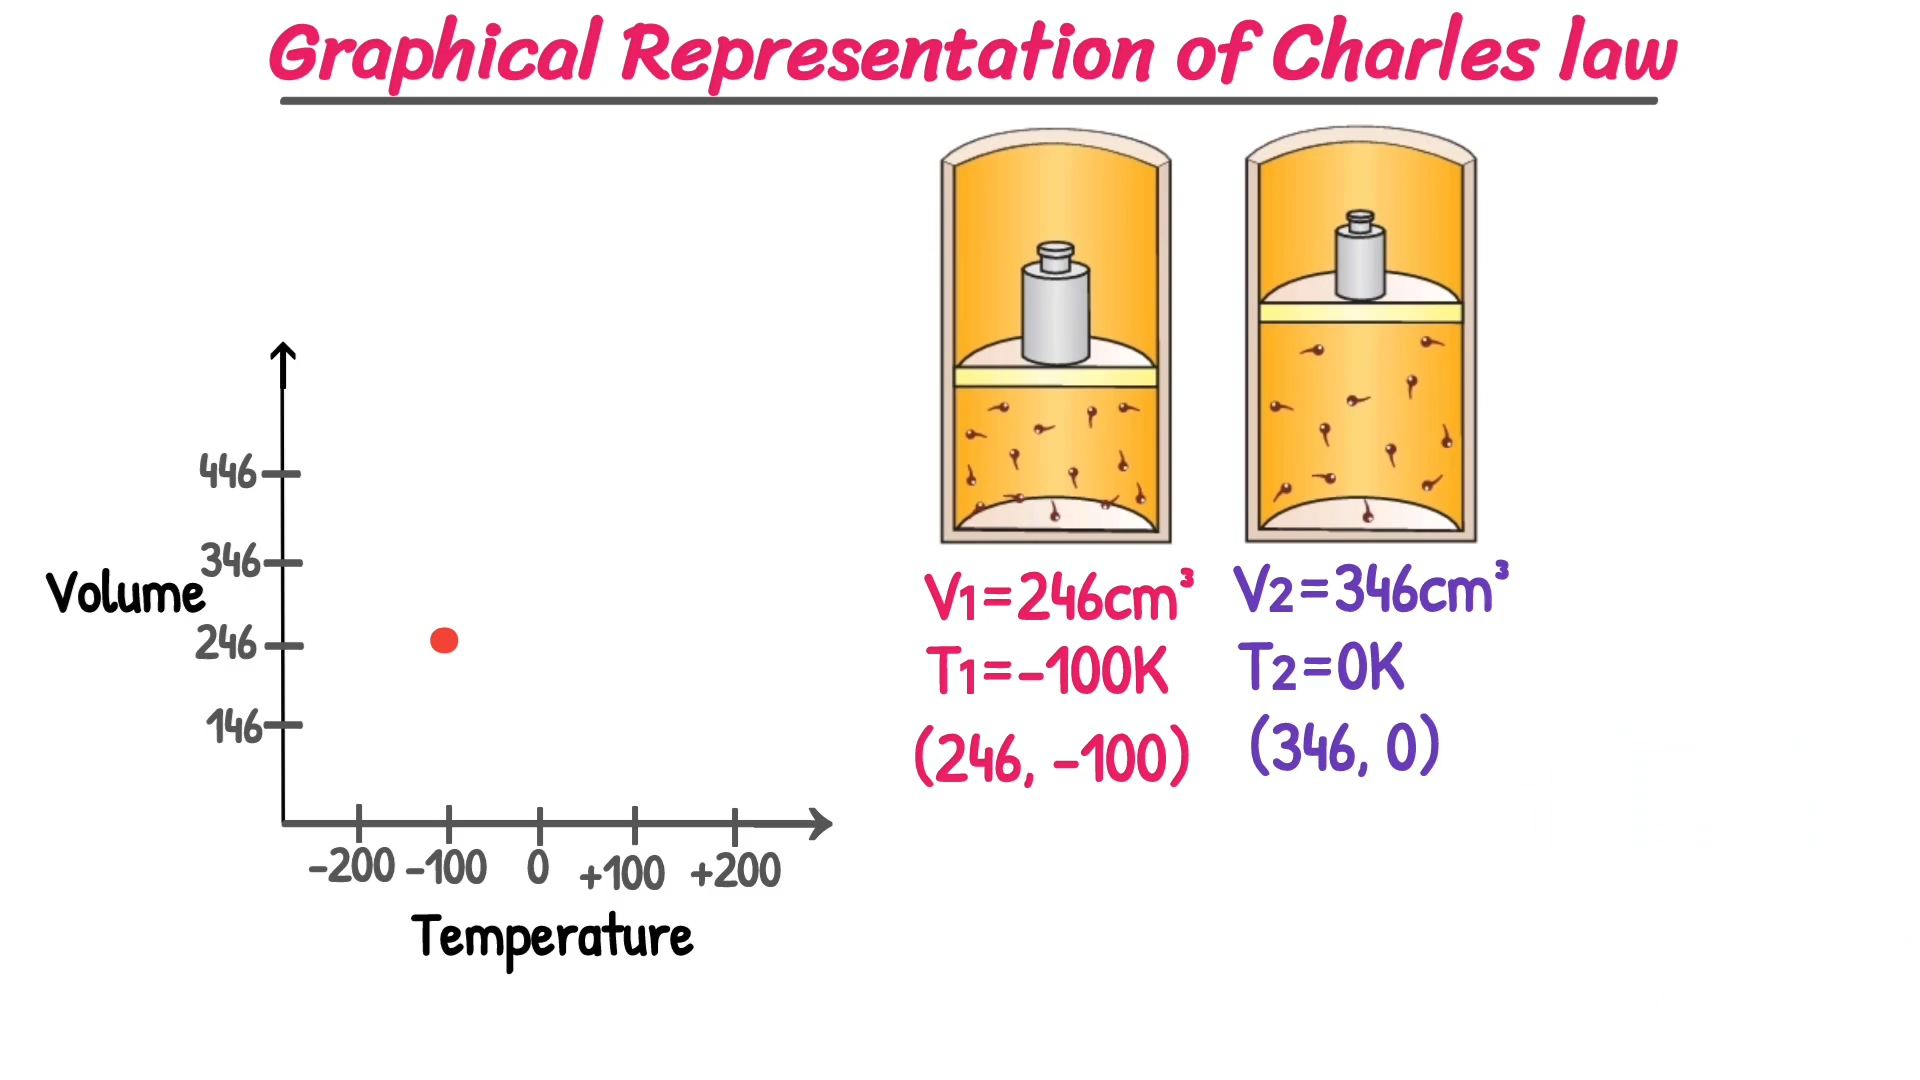 Graphical Representation of Charles law
446
346
Volume
246
146
-200 -100 0 +100 +200
Temperature
V1=246cm³
T1=-100K
(246, -100)
V2=346cm³
T2=0K
(346, 0)